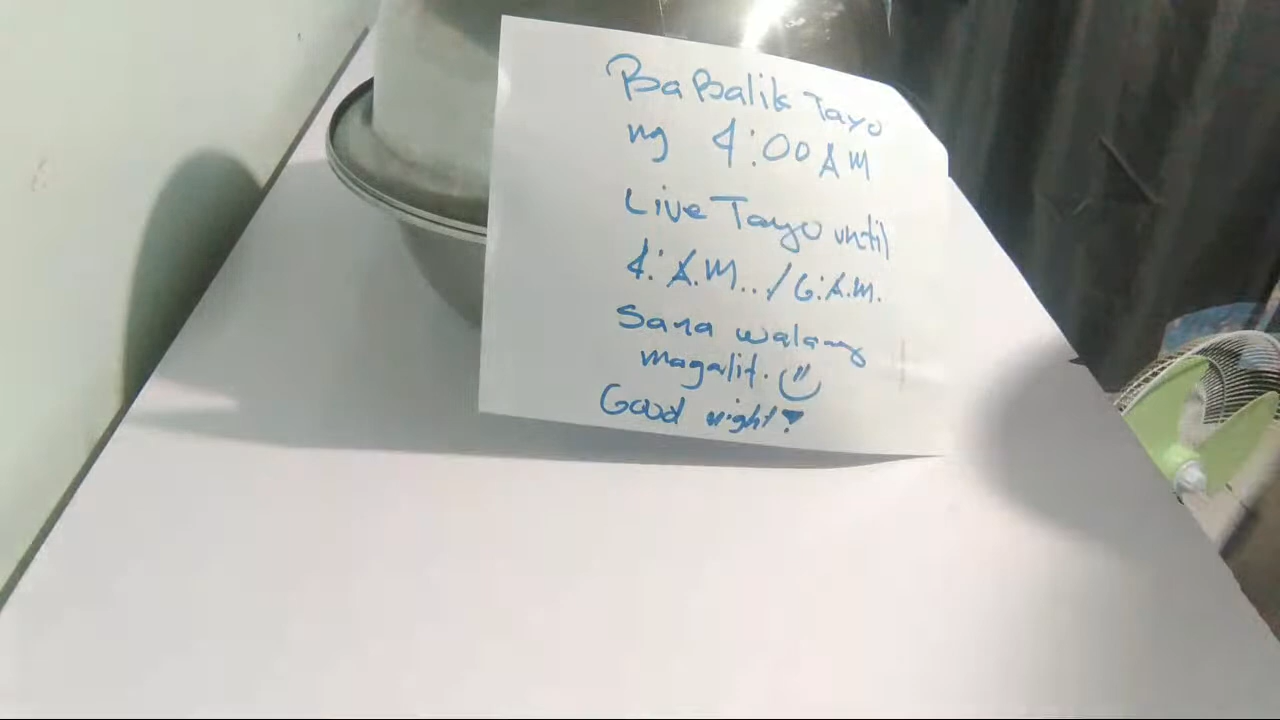 BaBalik Tayo
ng 4:00 AM
Live Tayo until
4:A.M.. / 6:A.M.
Sana walang
magalit. ü
Good night!